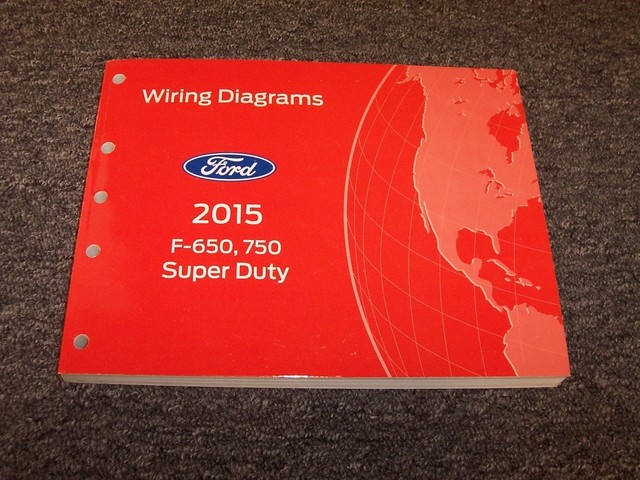 Wiring Diagrams
Ford
2015
F-650, 750
Super Duty